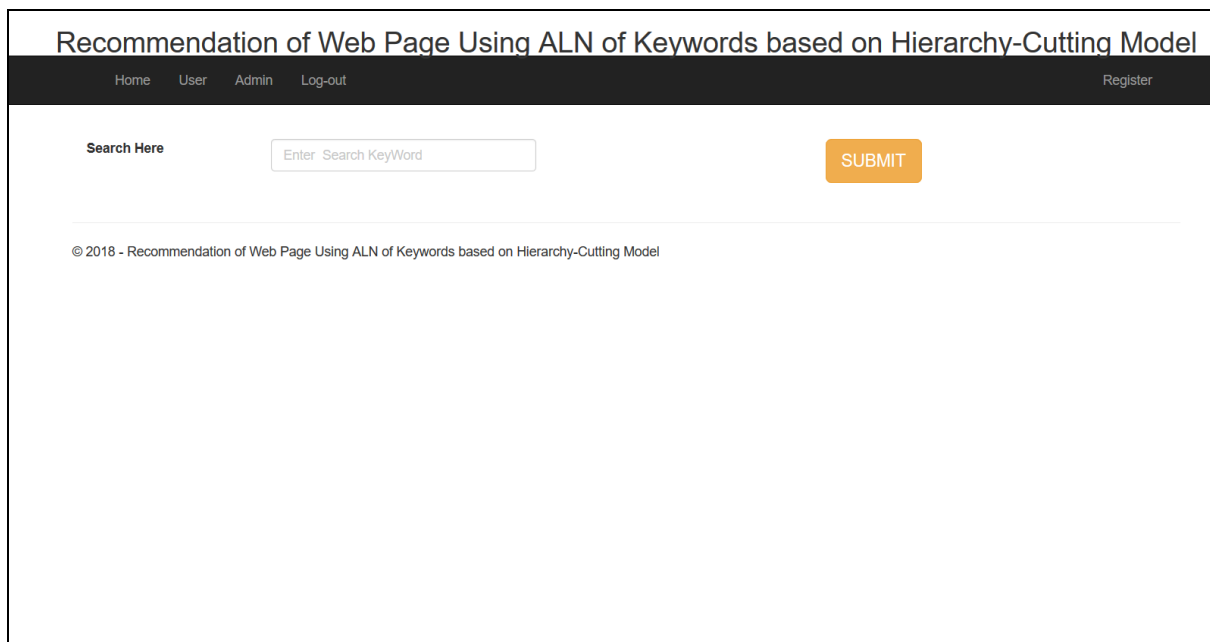 Recommendation of Web Page Using ALN of Keywords based on Hierarchy-Cutting Model
Home User Admin Log-out Register
Search Here Enter Search KeyWord SUBMIT
© 2018 - Recommendation of Web Page Using ALN of Keywords based on Hierarchy-Cutting Model